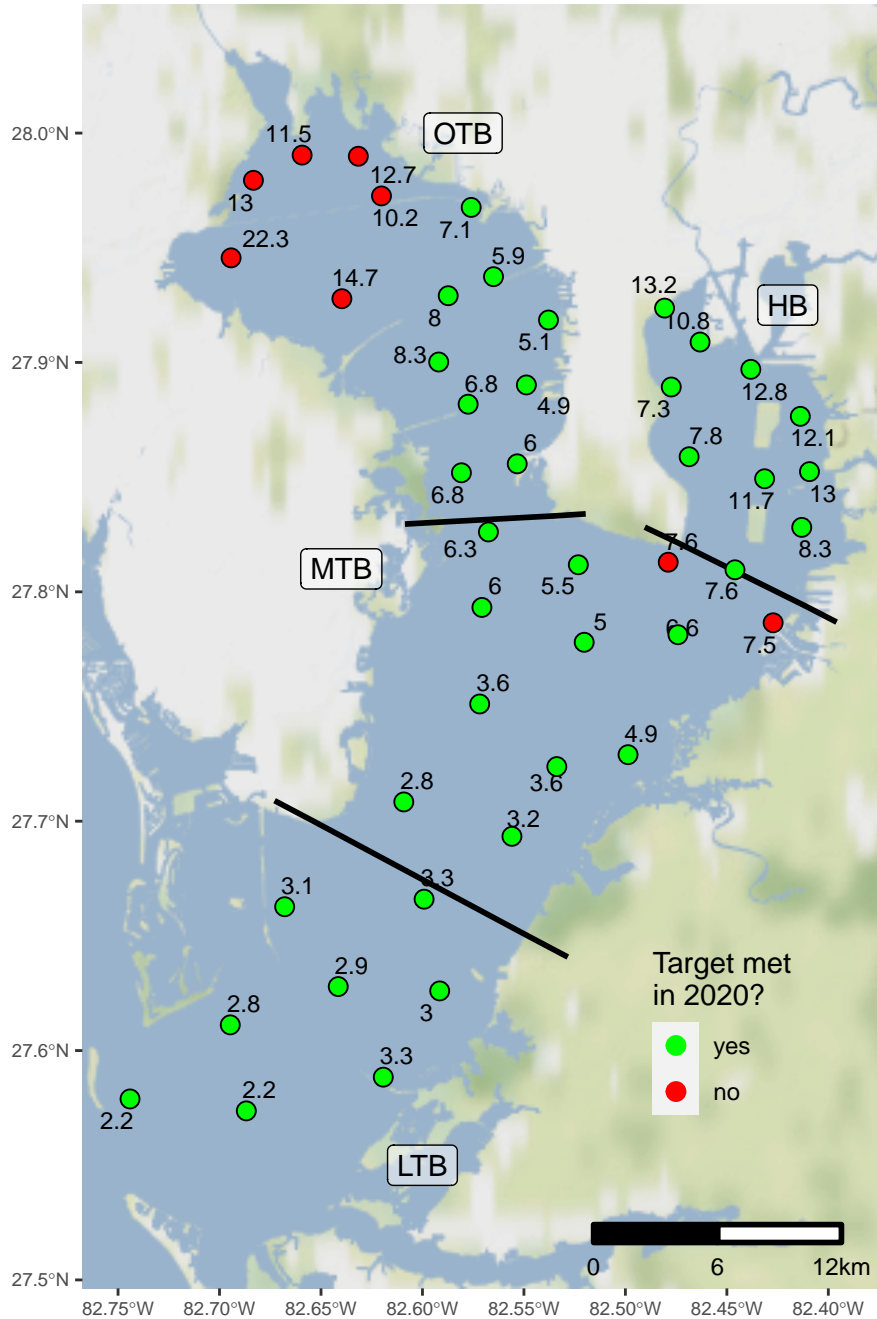 28.0°N
27.9°N
27.8°N
27.7°N
27.6°N
27.5°N
OTB
11.5
12.7
13
10.2
7.1
22.3
5.9
14.7
13.2
HB
8
10.8
5.1
8.3
6.8
4.9
7.3
12.8
12.1
7.8
6
6.8
11.7
13
6.3
7.6
8.3
MTB
5.5
7.6
6
5
6.6
7.5
3.6
4.9
2.8
3.6
3.2
3.1
3.3
2.9
3
2.8
3.3
2.2
2.2
LTB
Target met
in 2020?
yes
no
0 6 12km
82.75°W 82.70°W 82.65°W 82.60°W 82.55°W 82.50°W 82.45°W 82.40°W